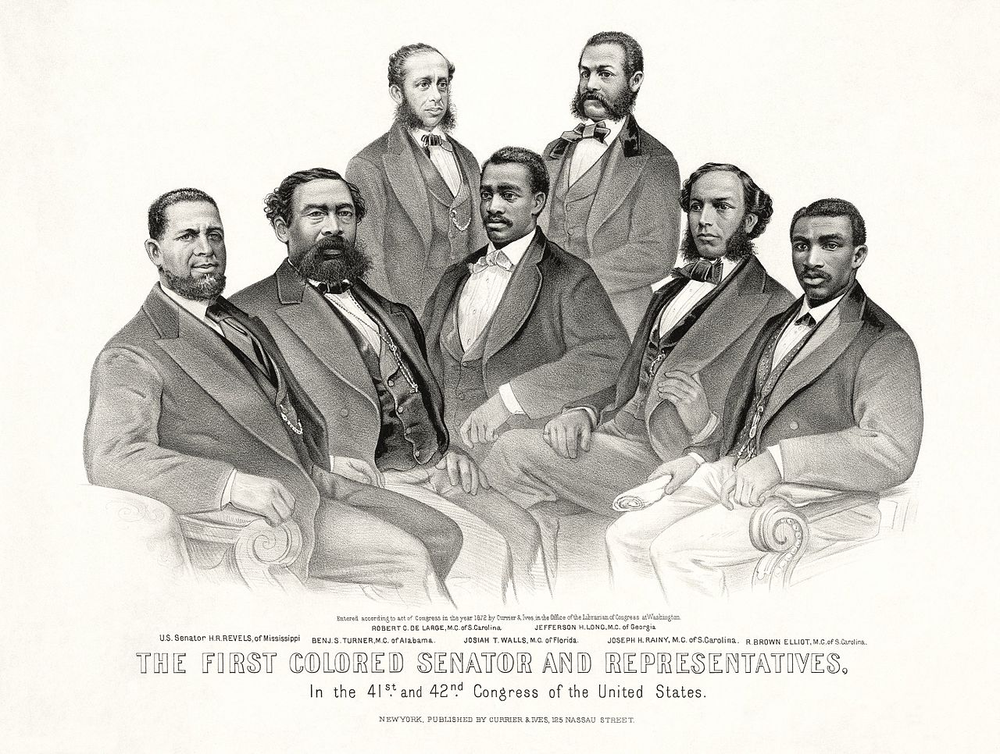 Entered according to act of Congress in the year 1872 by Currier & Ives, in the Office of the Librarian of Congress at Washington.
ROBERT C. DE LARGE, M.C. of S. Carolina. JEFFERSON H. LONG, M.C. of Georgia
U.S. Senator H.R. REVELS, of Mississippi BENJ. S. TURNER, M.C. of Alabama. JOSIAH T. WALLS, M.C. of Florida. JOSEPH H. RAINY, M.C. of S. Carolina. R. BROWN ELLIOT, M.C. of S. Carolina.
THE FIRST COLORED SENATOR AND REPRESENTATIVES,
In the 41st and 42nd Congress of the United States.
NEW YORK, PUBLISHED BY CURRIER & IVES, 125 NASSAU STREET.